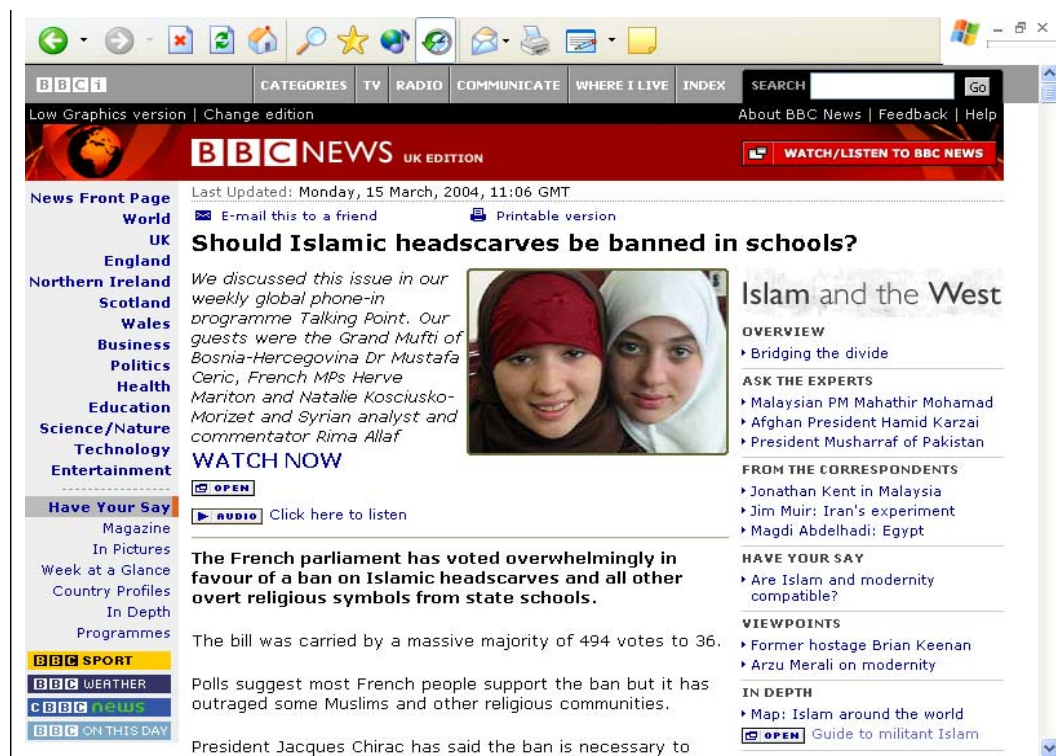 BBCi
CATEGORIES TV RADIO COMMUNICATE WHERE I LIVE INDEX SEARCH Go
Low Graphics version | Change edition
About BBC News | Feedback | Help
BBC NEWS UK EDITION
WATCH/LISTEN TO BBC NEWS
News Front Page
World
UK
England
Northern Ireland
Scotland
Wales
Business
Politics
Health
Education
Science/Nature
Technology
Entertainment
Have Your Say
Magazine
In Pictures
Week at a Glance
Country Profiles
In Depth
Programmes
BBC SPORT
BBC WEATHER
CBBC news
BBC ON THIS DAY
Last Updated: Monday, 15 March, 2004, 11:06 GMT
E-mail this to a friend
Printable version
Should Islamic headscarves be banned in schools?
We discussed this issue in our
weekly global phone-in
programme Talking Point. Our
guests were the Grand Mufti of
Bosnia-Hercegovina Dr Mustafa
Ceric, French MPs Herve
Mariton and Natalie Kosciusko-
Morizet and Syrian analyst and
commentator Rima Allaf
WATCH NOW
OPEN
AUDIO Click here to listen
The French parliament has voted overwhelmingly in
favour of a ban on Islamic headscarves and all other
overt religious symbols from state schools.
The bill was carried by a massive majority of 494 votes to 36.
Polls suggest most French people support the ban but it has
outraged some Muslims and other religious communities.
President Jacques Chirac has said the ban is necessary to
Islam and the West
OVERVIEW
Bridging the divide
ASK THE EXPERTS
Malaysian PM Mahathir Mohamad
Afghan President Hamid Karzai
President Musharraf of Pakistan
FROM THE CORRESPONDENTS
Jonathan Kent in Malaysia
Jim Muir: Iran's experiment
Magdi Abdelhadi: Egypt
HAVE YOUR SAY
Are Islam and modernity
compatible?
VIEWPOINTS
Former hostage Brian Keenan
Arzu Merali on modernity
IN DEPTH
Map: Islam around the world
OPEN Guide to militant Islam